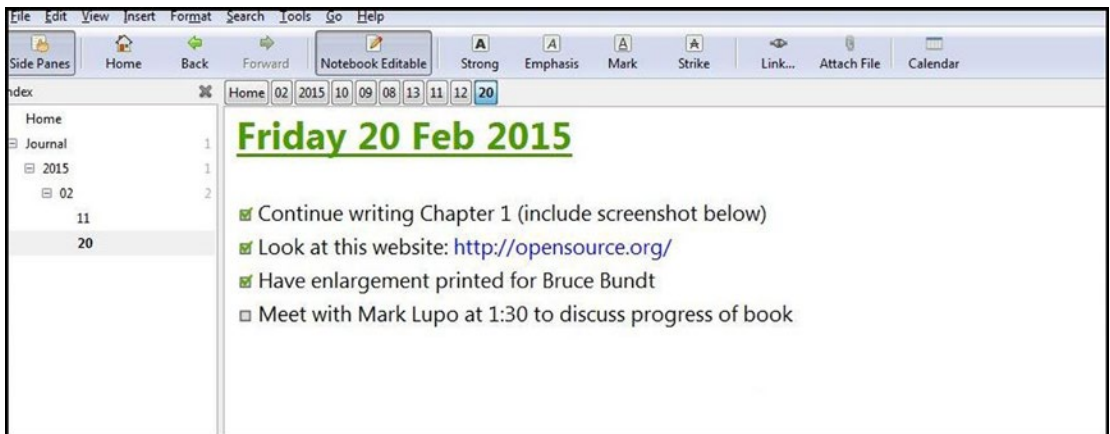 File Edit View Insert Format Search Tools Go Help
Side Panes Home Back Forward Notebook Editable Strong Emphasis Mark Strike Link... Attach File Calendar
ndex Home 02 2015 10 09 08 13 11 12 20
Home
Journal 1
2015 1
02 2
11
20
Friday 20 Feb 2015
Continue writing Chapter 1 (include screenshot below)
Look at this website: http://opensource.org/
Have enlargement printed for Bruce Bundt
Meet with Mark Lupo at 1:30 to discuss progress of book